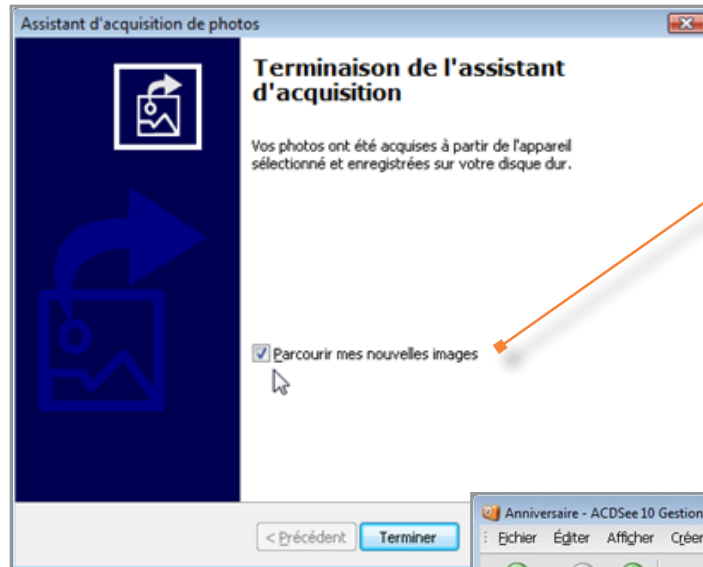 Assistant d'acquisition de photos
Terminaison de l'assistant
d'acquisition
Vos photos ont été acquises à partir de l'appareil
sélectionné et enregistrées sur votre disque dur.
Parcourir mes nouvelles images
< Précédent
Terminer
Anniversaire - ACDSee 10 Gestion
Fichier Éditer Afficher Créer